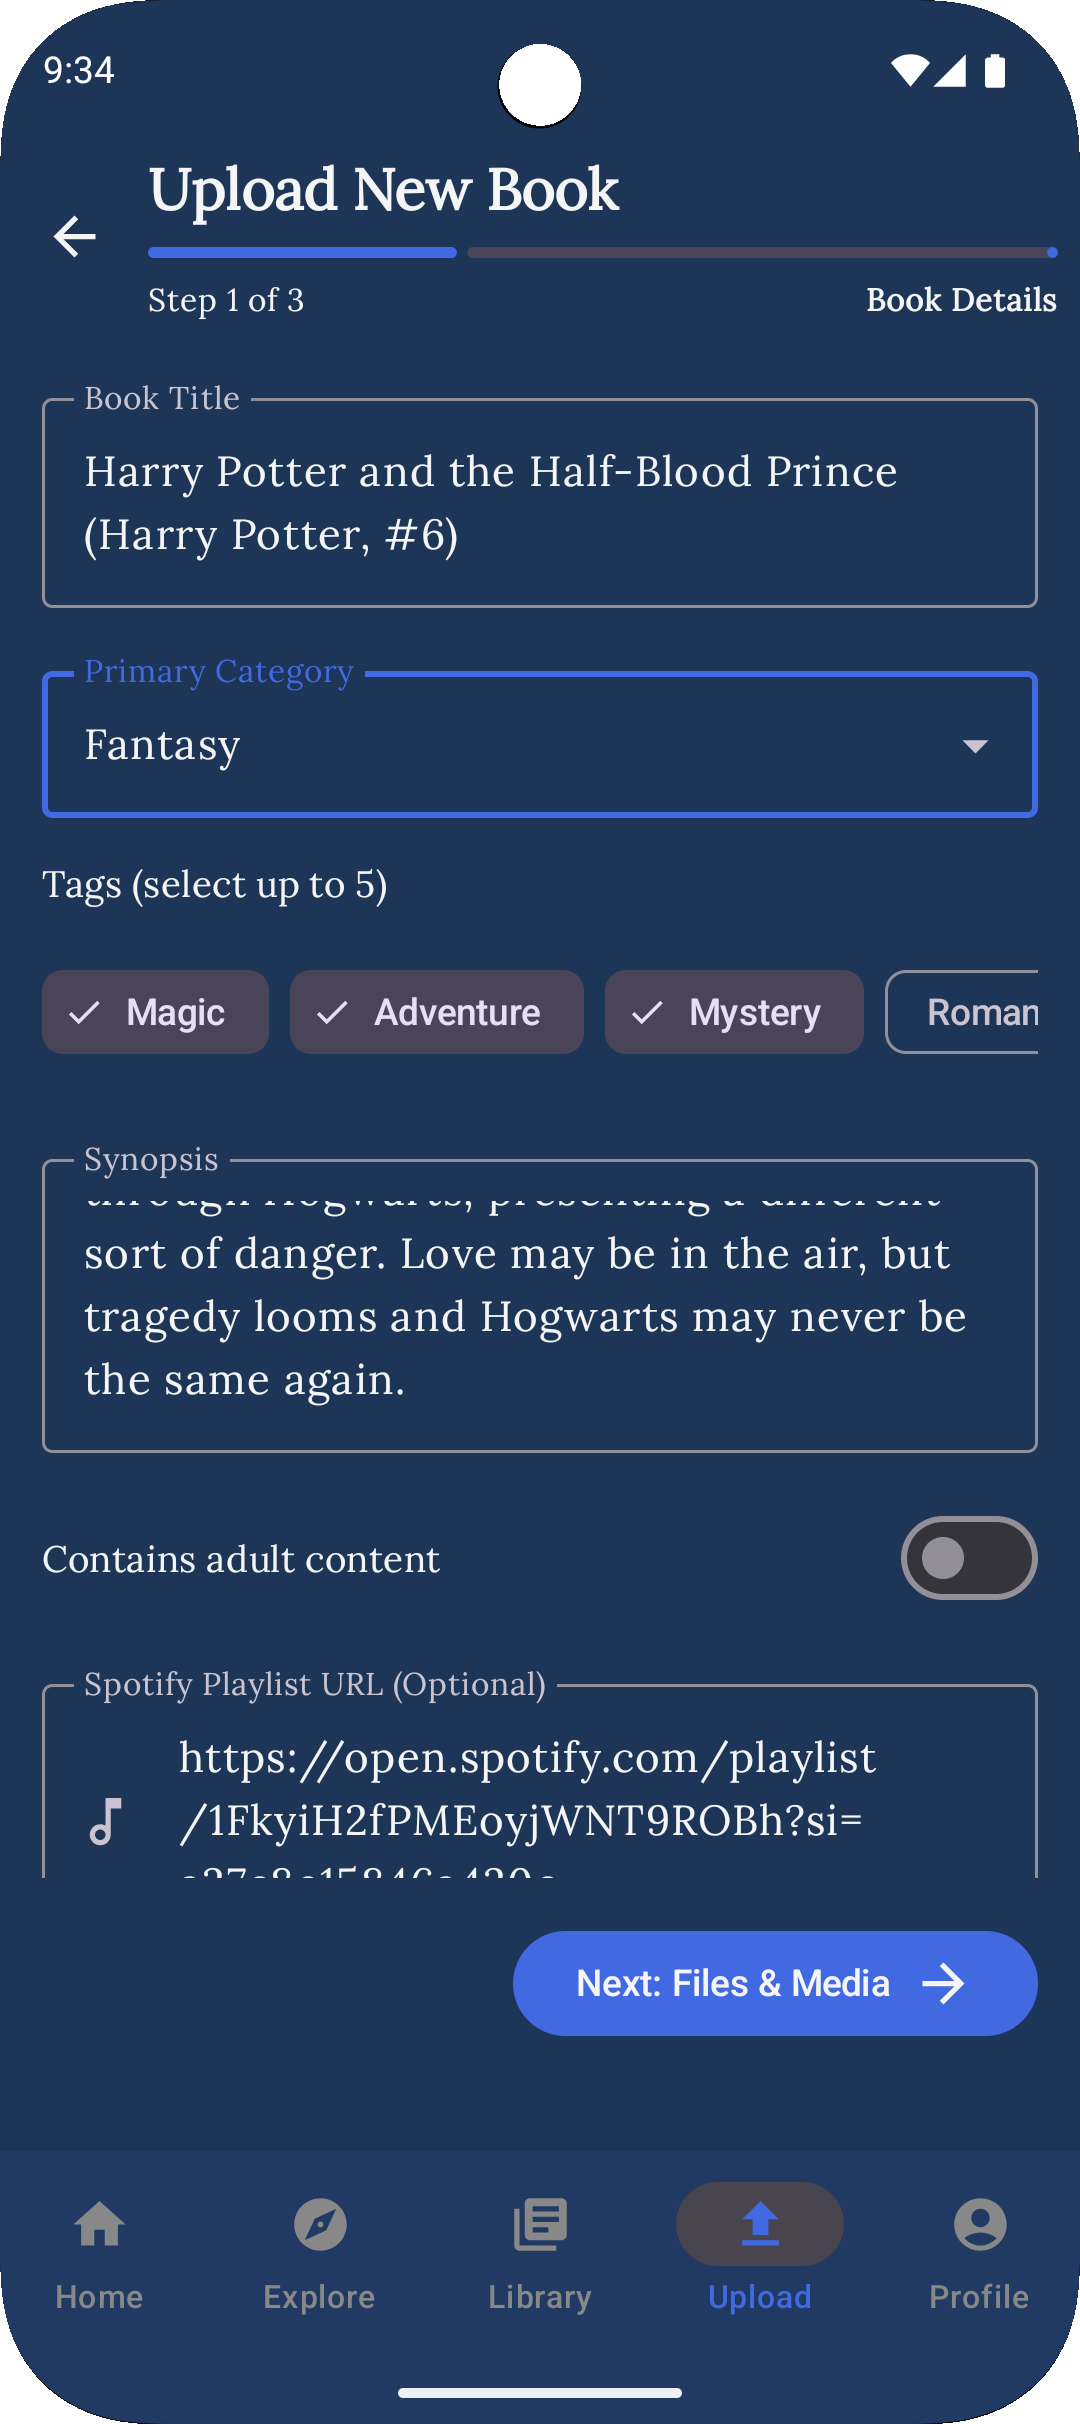 9:34
Upload New Book
Step 1 of 3
Book Details
Book Title
Harry Potter and the Half-Blood Prince
(Harry Potter, #6)
Primary Category
Fantasy
Tags (select up to 5)
Magic
Adventure
Mystery
Roman
Synopsis
through Hogwarts, presenting a different
sort of danger. Love may be in the air, but
tragedy looms and Hogwarts may never be
the same again.
Contains adult content
Spotify Playlist URL (Optional)
https://open.spotify.com/playlist
/1FkyiH2fPMEoyjWNT9ROBh?si=
Next: Files & Media
Home
Explore
Library
Upload
Profile